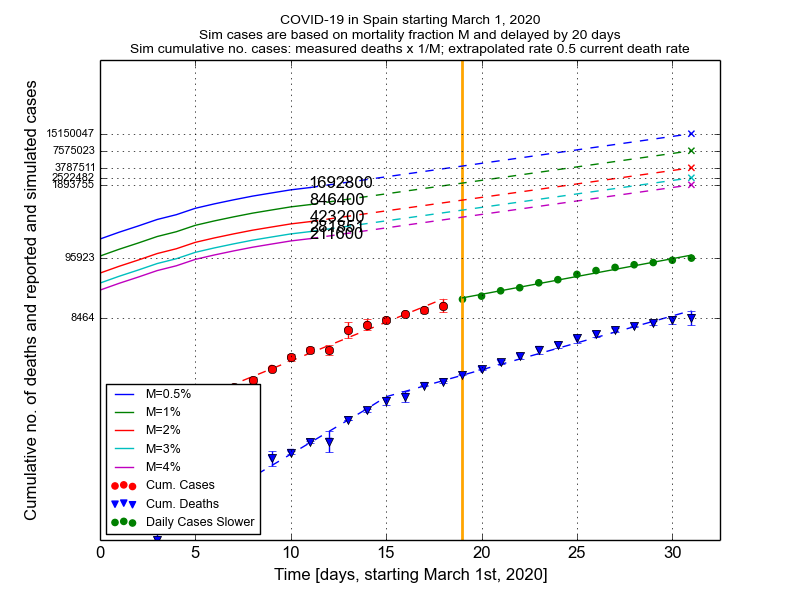 COVID-19 in Spain starting March 1, 2020
Sim cases are based on mortality fraction M and delayed by 20 days
Sim cumulative no. cases: measured deaths x 1/M; extrapolated rate 0.5 current death rate
Cumulative no. of deaths and reported and simulated cases
15150047
7575023
3787511
2522482
1893755
95923
8464
1692800
846400
423200
281851
211600
M=0.5%
M=1%
M=2%
M=3%
M=4%
Cum. Cases
Cum. Deaths
Daily Cases Slower
0 5 10 15 20 25 30
Time [days, starting March 1st, 2020]